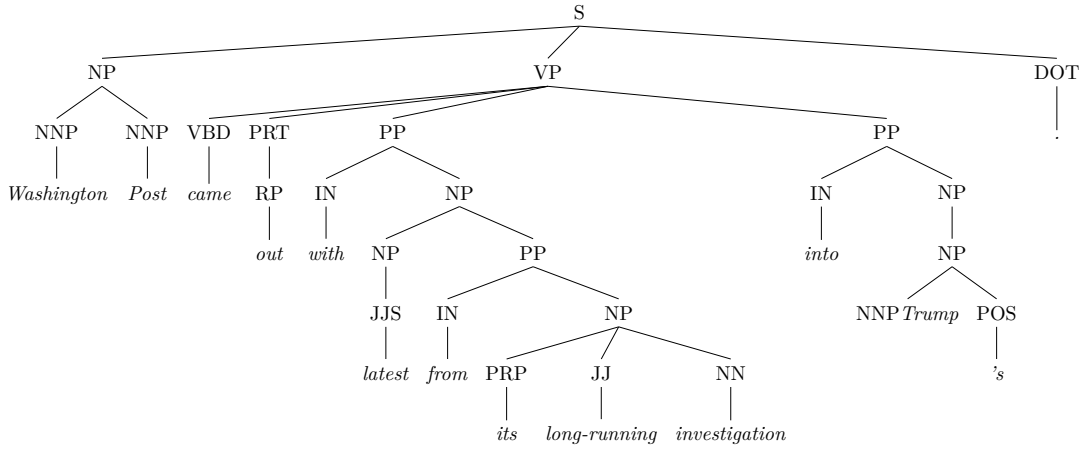 S
NP VP DOT
NNP NNP VBD PRT PP PP .
Washington Post came RP IN NP IN NP
out with NP PP into NP
JJS IN NP NNP Trump POS
latest from PRP JJ NN 's
its long-running investigation